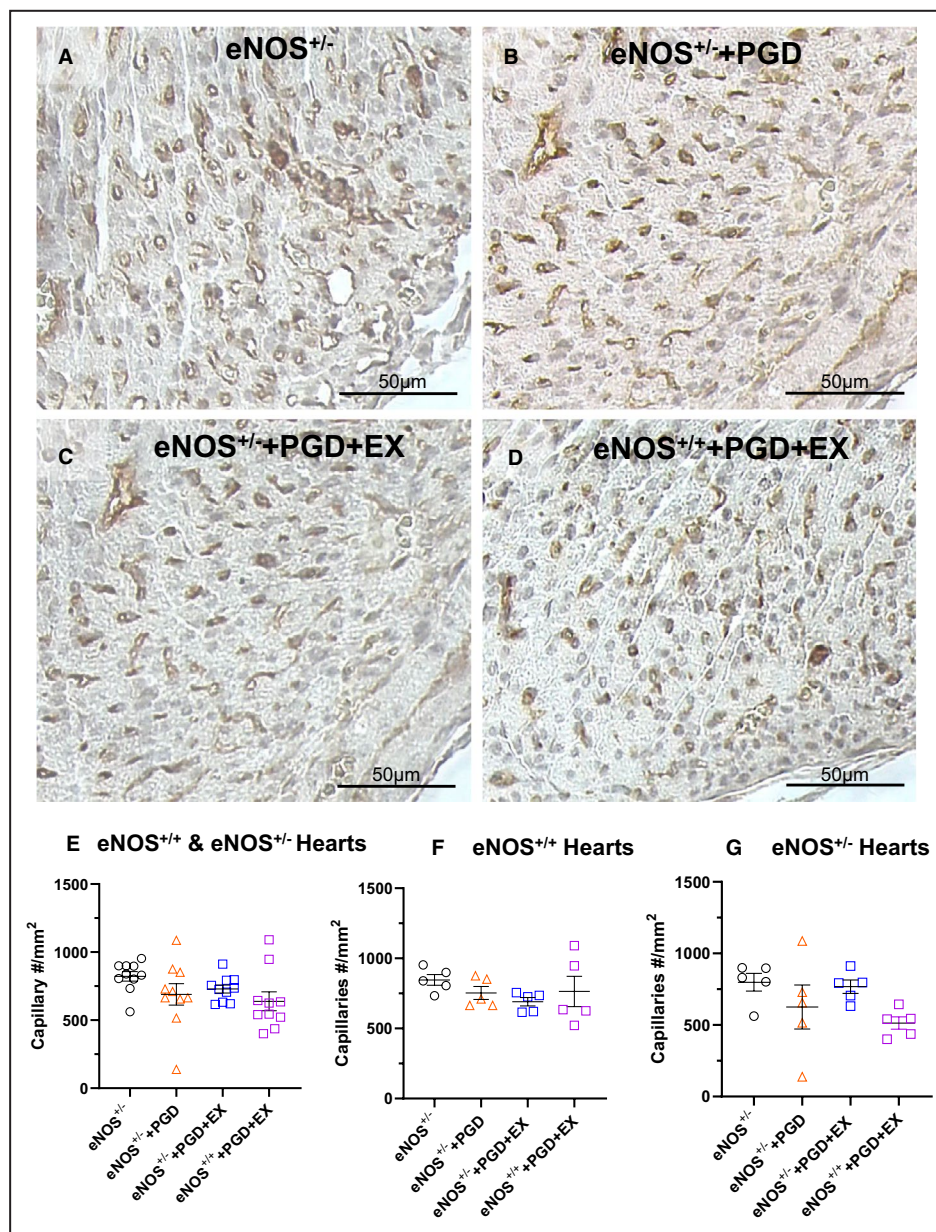 A eNOS+/-
B eNOS+/-+PGD
50µm
50µm
C eNOS+/-+PGD+EX
D eNOS+/++PGD+EX
50µm
50µm
E eNOS+/+ & eNOS+/- Hearts
Capillary #/mm2
1500
1000
500
0
eNOS+/-
eNOS+/-+PGD
eNOS+/-+PGD+EX
eNOS+/++PGD+EX
F eNOS+/+ Hearts
Capillaries #/mm2
1500
1000
500
0
eNOS+/-
eNOS+/-+PGD
eNOS+/-+PGD+EX
eNOS+/++PGD+EX
G eNOS+/- Hearts
Capillaries #/mm2
1500
1000
500
0
eNOS+/-
eNOS+/-+PGD
eNOS+/-+PGD+EX
eNOS+/++PGD+EX